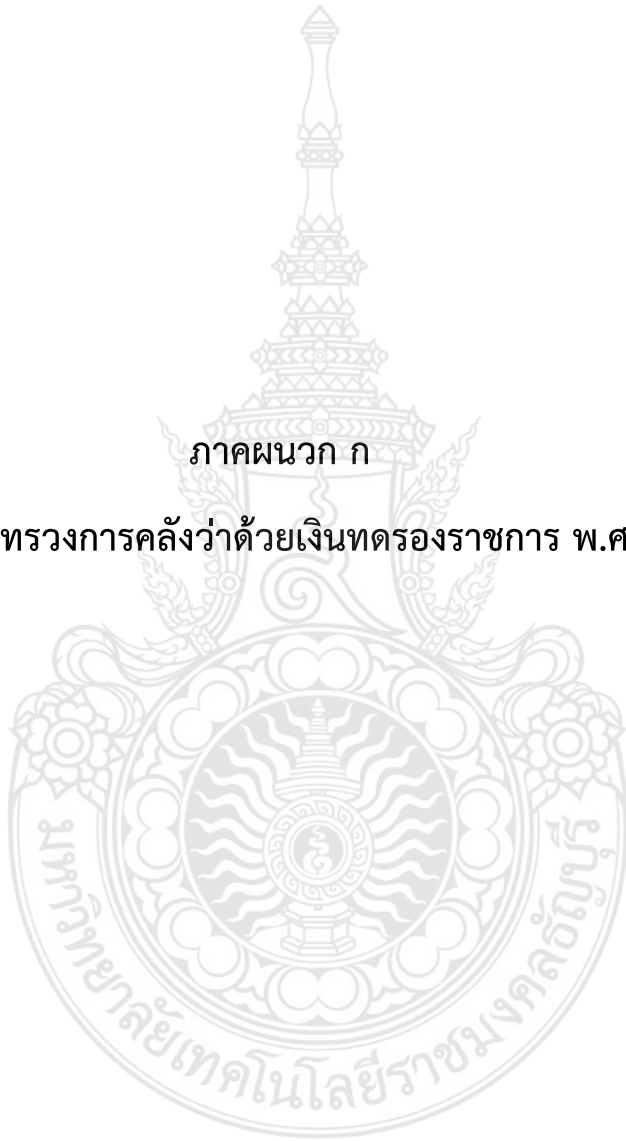 ภาคผนวก ก
ทรวงการคลังว่าด้วยเงินทดรองราชการ พ.ศ
มหาวิทยาลัยเทคโนโลยีราชมงคลธัญบุรี